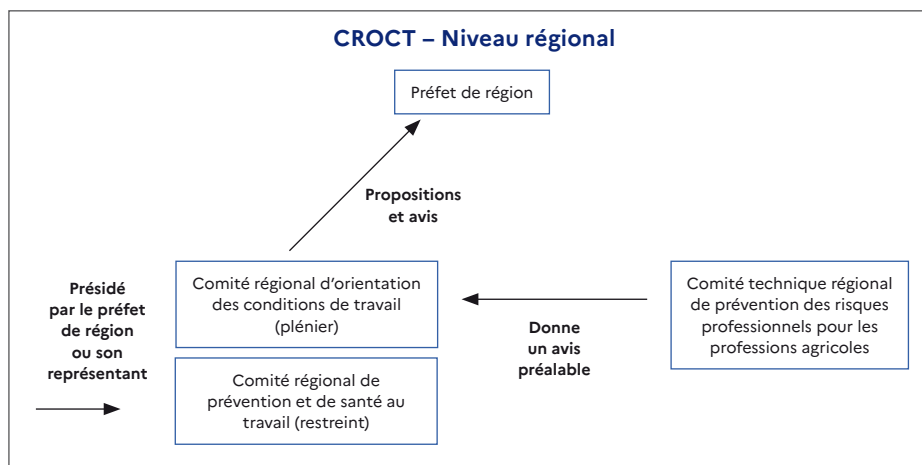 CROCT – Niveau régional
Préfet de région
Propositions
et avis
Présidé
par le préfet
de région
ou son
représentant
Comité régional d'orientation
des conditions de travail
(plénier)
Comité régional de
prévention et de santé au
travail (restreint)
Donne
un avis
préalable
Comité technique régional
de prévention des risques
professionnels pour les
professions agricoles